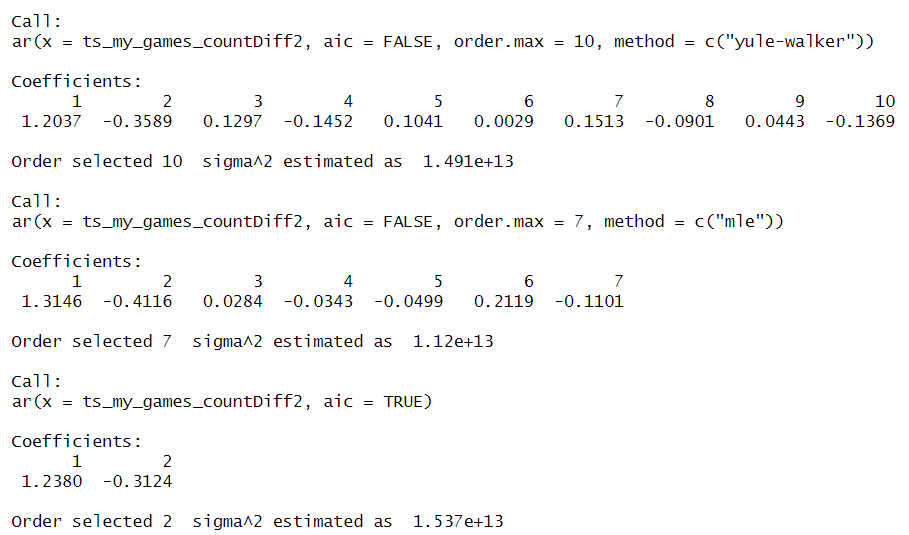 Call:
ar(x = ts_my_games_countDiff2, aic = FALSE, order.max = 10, method = c("yule-walker"))
Coefficients:
1 2 3 4 5 6 7 8 9 10
1.2037 -0.3589 0.1297 -0.1452 0.1041 0.0029 0.1513 -0.0901 0.0443 -0.1369
Order selected 10 sigma^2 estimated as 1.491e+13
Call:
ar(x = ts_my_games_countDiff2, aic = FALSE, order.max = 7, method = c("mle"))
Coefficients:
1 2 3 4 5 6 7
1.3146 -0.4116 0.0284 -0.0343 -0.0499 0.2119 -0.1101
Order selected 7 sigma^2 estimated as 1.12e+13
Call:
ar(x = ts_my_games_countDiff2, aic = TRUE)
Coefficients:
1 2
1.2380 -0.3124
Order selected 2 sigma^2 estimated as 1.537e+13